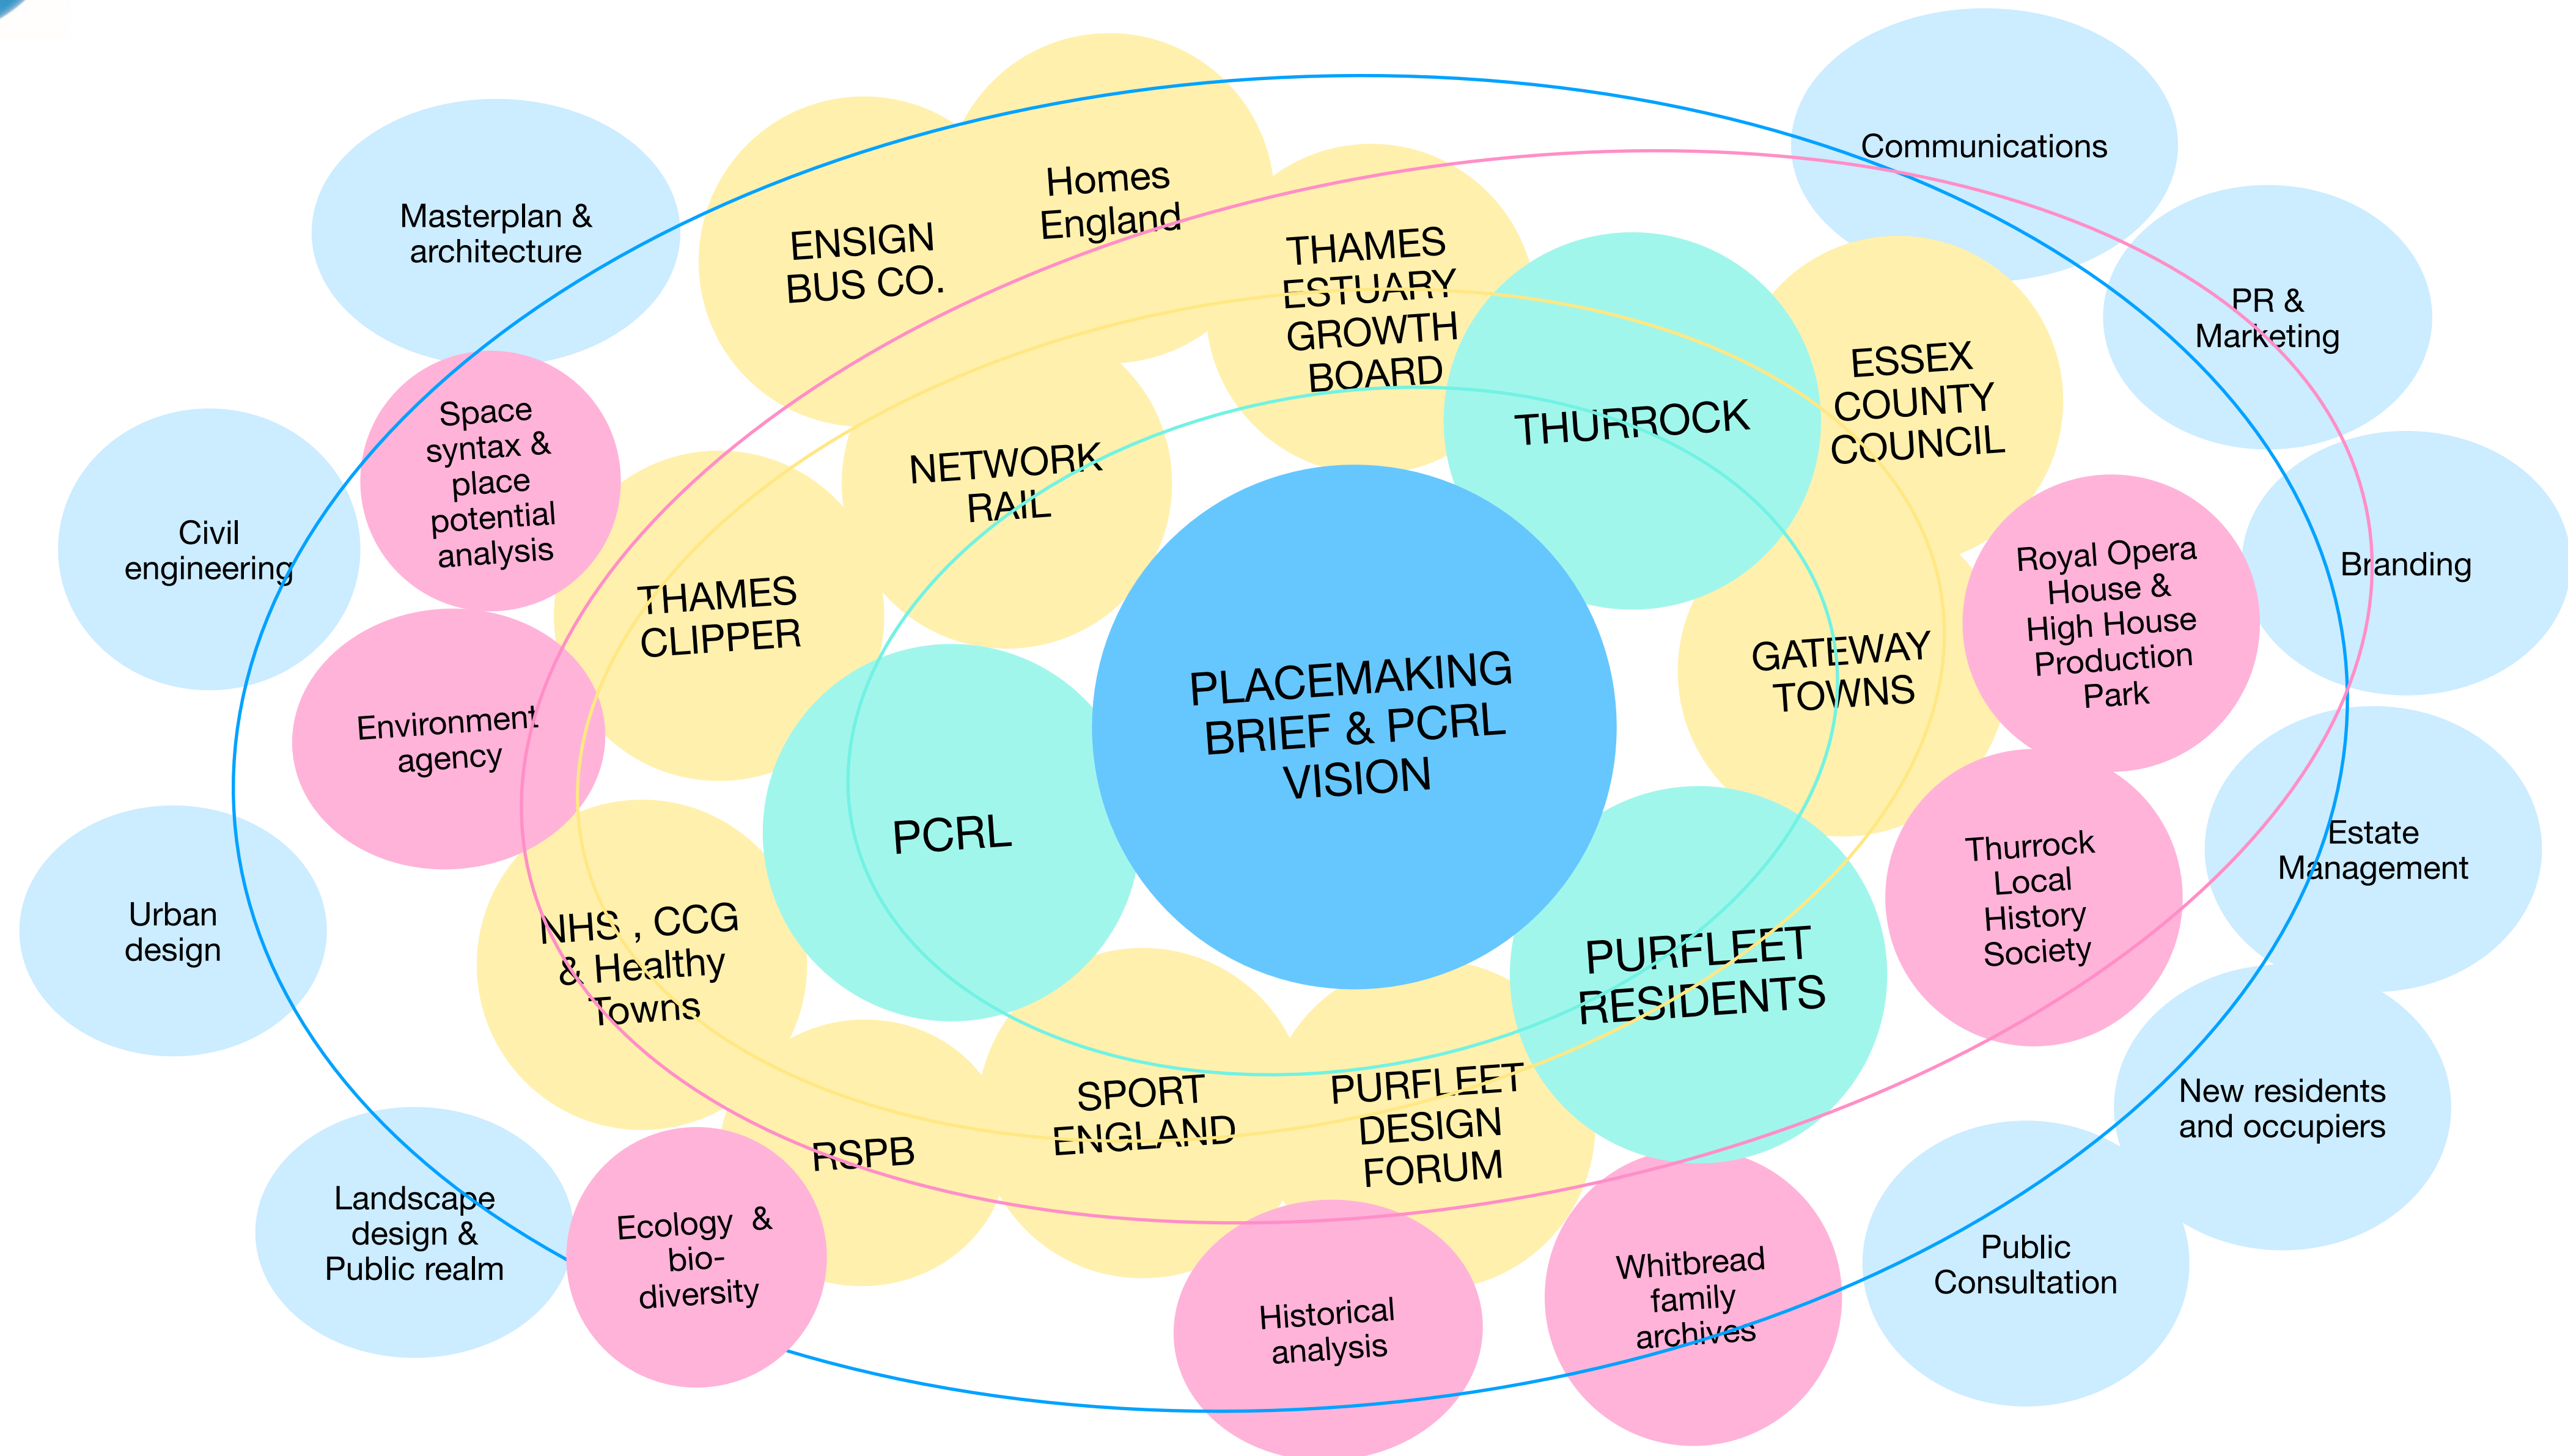 Communications
Masterplan &
architecture
Homes
England
ENSIGN
BUS CO.
THAMES
ESTUARY
GROWTH
BOARD
PR &
Marketing
ESSEX
COUNTY
COUNCIL
THURROCK
Space
syntax &
place
potential
analysis
NETWORK
RAIL
Civil
engineering
Royal Opera
House &
High House
Production
Park
Branding
THAMES
CLIPPER
GATEWAY
TOWNS
PLACEMAKING
BRIEF & PCRL
VISION
Environment
agency
PCRL
Thurrock
Local
History
Society
Estate
Management
Urban
design
NHS , CCG
& Healthy
Towns
PURFLEET
RESIDENTS
SPORT
ENGLAND
PURFLEET
DESIGN
FORUM
New residents
and occupiers
RSPB
Landscape
design &
Public realm
Ecology  &
bio-
diversity
Historical
analysis
Whitbread
family
archives
Public
Consultation